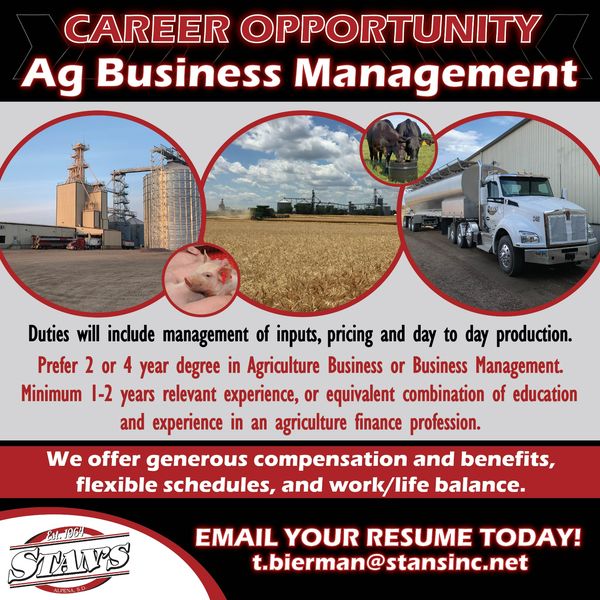 CAREER OPPORTUNITY
Ag Business Management
Duties will include management of inputs, pricing and day to day production.
Prefer 2 or 4 year degree in Agriculture Business or Business Management.
Minimum 1-2 years relevant experience, or equivalent combination of education
and experience in an agriculture finance profession.
We offer generous compensation and benefits,
flexible schedules, and work/life balance.
Est. 1964
STAN'S
ALPENA, S.D.
EMAIL YOUR RESUME TODAY!
t.bierman@stansinc.net